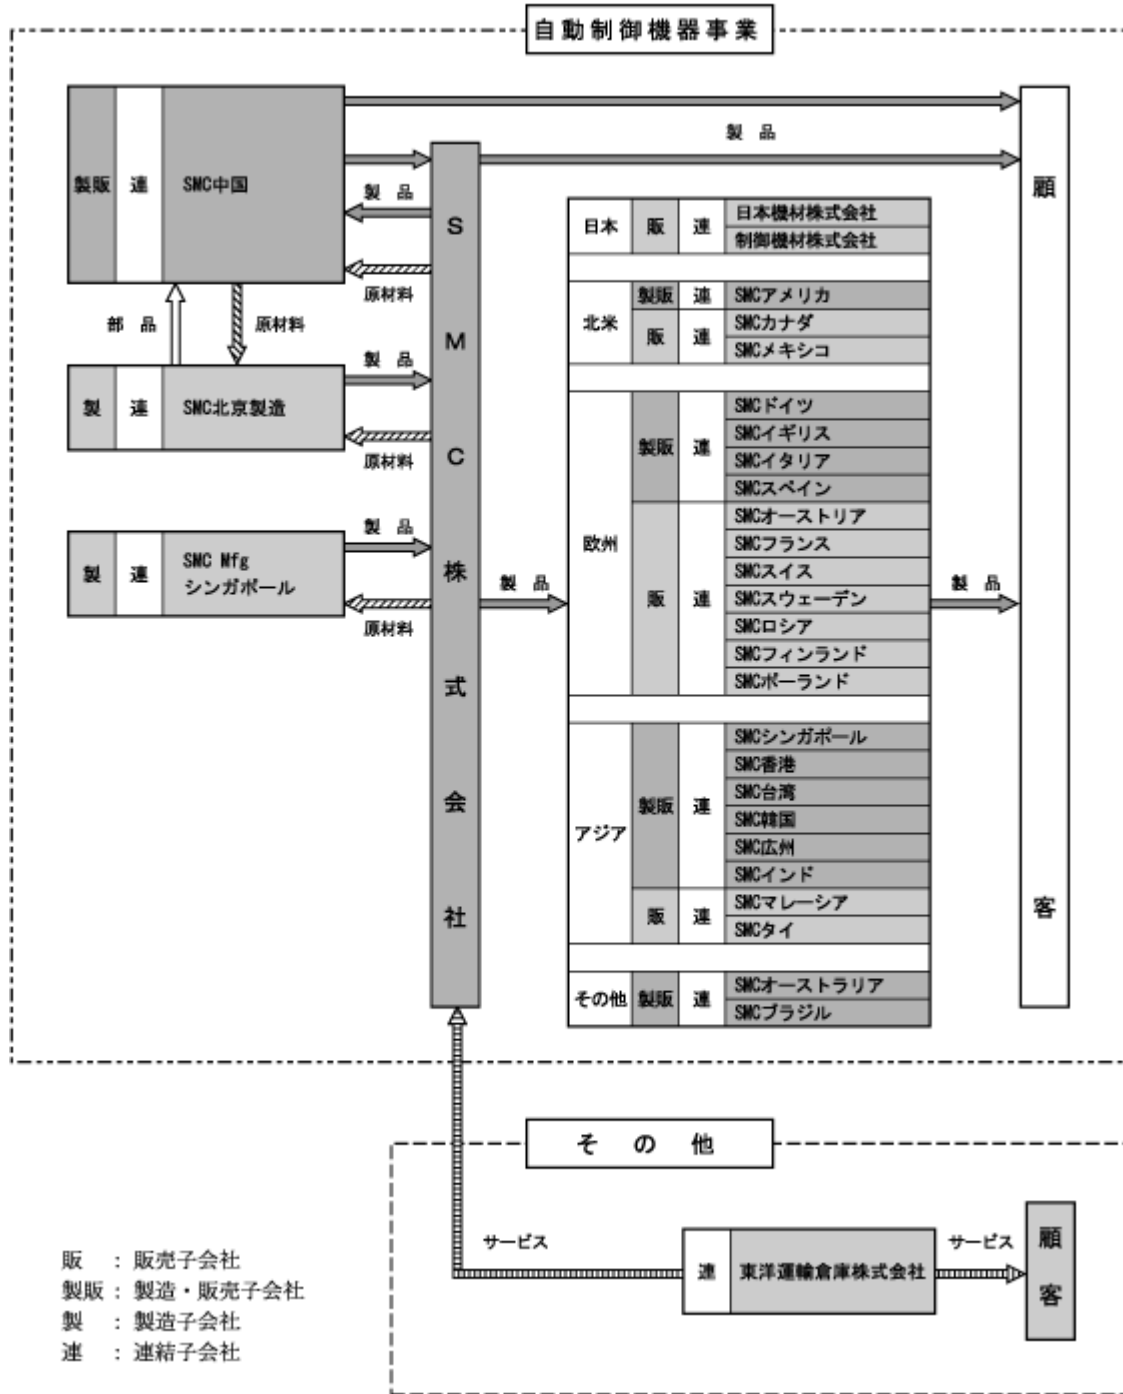 自動制御機器事業
製販 連 SMC中国
製品
製品
原材料
部品
原材料
製 連 SMC北京製造
製品
原材料
製 連 SMC Mfg
シンガポール
製品
原材料
SMC株式会社
製品
日本 販 連 日本機材株式会社
制御機材株式会社
北米 製販 連 SMCアメリカ
販 連 SMCカナダ
SMCメキシコ
欧州 製販 連 SMCドイツ
SMCイギリス
SMCイタリア
SMCスペイン
販 連 SMCオーストリア
SMCフランス
SMCスイス
SMCスウェーデン
SMCロシア
SMCフィンランド
SMCポーランド
アジア 製販 連 SMCシンガポール
SMC香港
SMC台湾
SMC韓国
SMC広州
SMCインド
販 連 SMCマレーシア
SMCタイ
その他 製販 連 SMCオーストラリア
SMCブラジル
製品
顧客
その他
サービス
連 東洋運輸倉庫株式会社
サービス
顧客
販 : 販売子会社
製販 : 製造・販売子会社
製 : 製造子会社
連 : 連結子会社